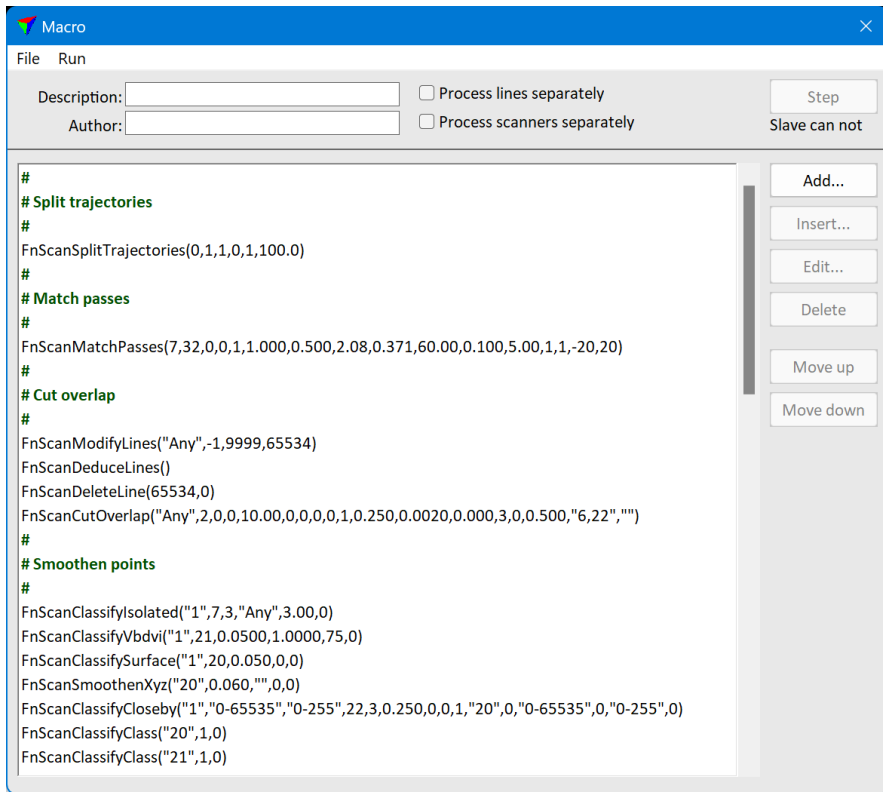 Macro
File Run
Description:
Process lines separately
Step
Author:
Process scanners separately
Slave can not
#
# Split trajectories
#
FnScanSplitTrajectories(0,1,1,0,1,100.0)
#
# Match passes
#
FnScanMatchPasses(7,32,0,0,1,1.000,0.500,2.08,0.371,60.00,0.100,5.00,1,1,-20,20)
#
# Cut overlap
#
FnScanModifyLines("Any",-1,9999,65534)
FnScanDeduceLines()
FnScanDeleteLine(65534,0)
FnScanCutOverlap("Any",2,0,0,10.00,0,0,0,0,1,0.250,0.0020,0.000,3,0,0.500,"6,22","")
#
# Smoothen points
#
FnScanClassifyIsolated("1",7,3,"Any",3.00,0)
FnScanClassifyVbdvi("1",21,0.0500,1.0000,75,0)
FnScanClassifySurface("1",20,0.050,0,0)
FnScanSmoothenXyz("20",0.060,"",0,0)
FnScanClassifyCloseby("1","0-65535","0-255",22,3,0.250,0,0,1,"20",0,"0-65535",0,"0-255",0)
FnScanClassifyClass("20",1,0)
FnScanClassifyClass("21",1,0)
Add...
Insert...
Edit...
Delete
Move up
Move down